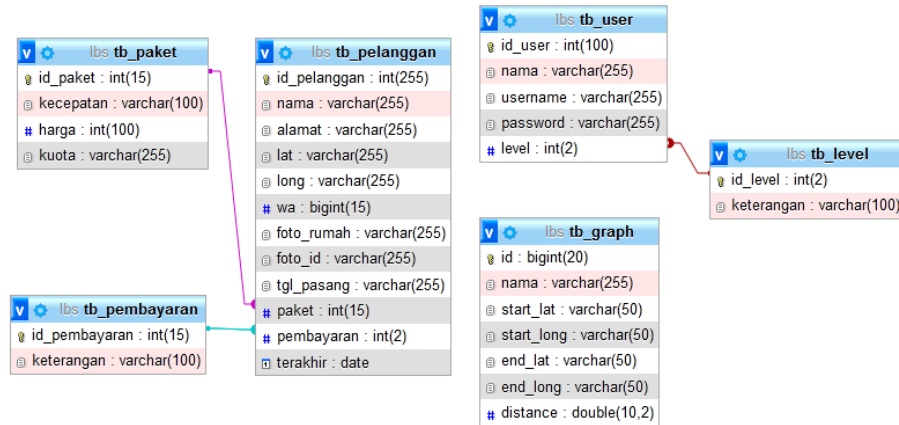 lbs tb_paket
id_paket : int(15)
kecepatan : varchar(100)
harga : int(100)
kuota : varchar(255)
lbs tb_pelanggan
id_pelanggan : int(255)
nama : varchar(255)
alamat : varchar(255)
lat : varchar(255)
long : varchar(255)
wa : bigint(15)
foto_rumah : varchar(255)
foto_id : varchar(255)
tgl_pasang : varchar(255)
paket : int(15)
pembayaran : int(2)
terakhir : date
lbs tb_pembayaran
id_pembayaran : int(15)
keterangan : varchar(100)
lbs tb_user
id_user : int(100)
nama : varchar(255)
username : varchar(255)
password : varchar(255)
level : int(2)
lbs tb_level
id_level : int(2)
keterangan : varchar(100)
lbs tb_graph
id : bigint(20)
nama : varchar(255)
start_lat : varchar(50)
start_long : varchar(50)
end_lat : varchar(50)
end_long : varchar(50)
distance : double(10,2)